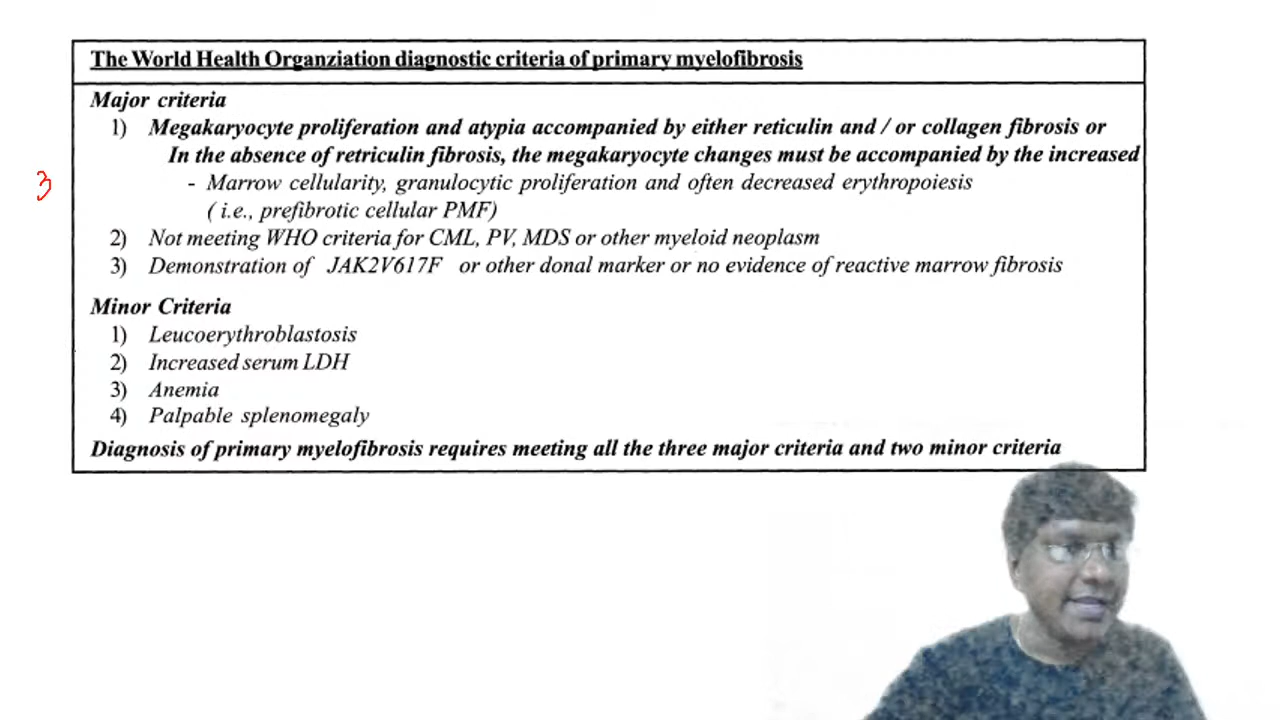 The World Health Organziation diagnostic criteria of primary myelofibrosis
Major criteria
1) Megakaryocyte proliferation and atypia accompanied by either reticulin and / or collagen fibrosis or
In the absence of retriculin fibrosis, the megakaryocyte changes must be accompanied by the increased
3
- Marrow cellularity, granulocytic proliferation and often decreased erythropoiesis
( i.e., prefibrotic cellular PMF)
2) Not meeting WHO criteria for CML, PV, MDS or other myeloid neoplasm
3) Demonstration of JAK2V617F or other donal marker or no evidence of reactive marrow fibrosis
Minor Criteria
1) Leucoerythroblastosis
2) Increased serum LDH
3) Anemia
4) Palpable splenomegaly
Diagnosis of primary myelofibrosis requires meeting all the three major criteria and two minor criteria